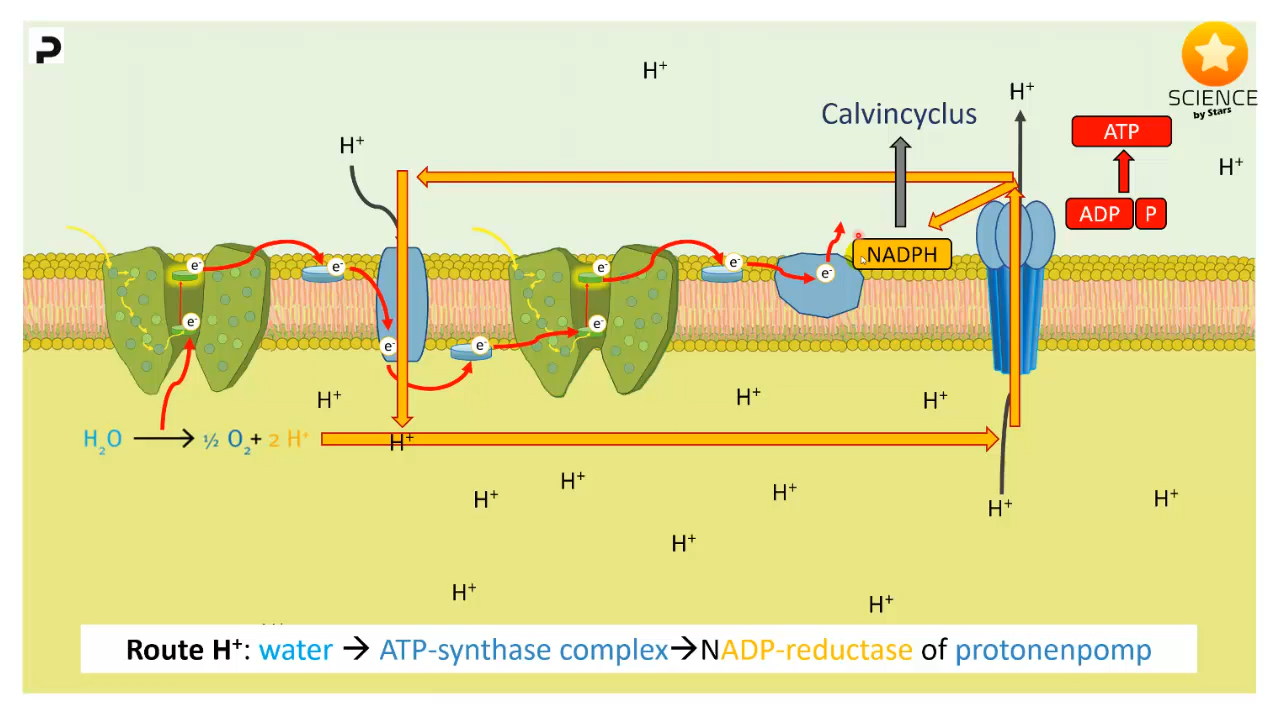 P
H⁺
SCIENCE
by Stars
H⁺
Calvincyclus
ATP
H⁺
H⁺
ADP P
e⁻ e⁻ e⁻ e⁻ e⁻ NADPH
e⁻ e⁻ e⁻ e⁻
H⁺ H⁺ H⁺
H₂O → ½ O₂+ 2 H⁺ H⁺
H⁺ H⁺ H⁺ H⁺ H⁺
H⁺
H⁺ H⁺
Route H⁺: water → ATP-synthase complex→NADP-reductase of protonenpomp